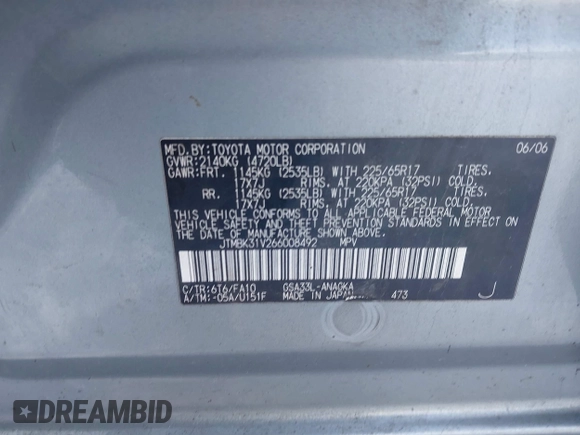 MFD. BY: TOYOTA MOTOR CORPORATION 06/06
GVWR: 2140KG (4720LB)
GAWR: FRT. 1145KG (2535LB) WITH 225/65R17 TIRES.
17X7J RIMS, AT 220KPA (32PSI) COLD.
RR. 1145KG (2535LB) WITH 225/65R17 TIRES.
17X7J RIMS, AT 220KPA (32PSI) COLD.
THIS VEHICLE CONFORMS TO ALL APPLICABLE FEDERAL MOTOR
VEHICLE SAFETY AND THEFT PREVENTION STANDARDS IN EFFECT
ON THE DATE OF MANUFACTURE SHOWN ABOVE.
JTMBK31V266008492 MPV
C/TR: 6T6/FA10 GSA33L-ANAGKA
A/TM: -05A/U151F MADE IN JAPAN 473 J
DREAMBID